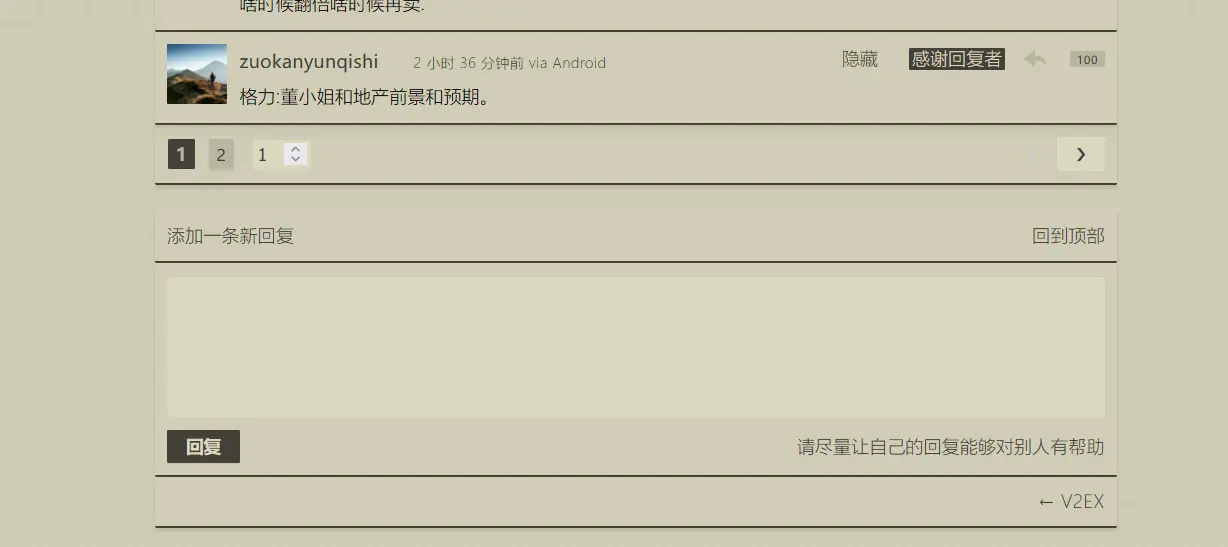 啥时候翻倍啥时候再卖.
zuokanyunqishi 2 小时 36 分钟前 via Android 隐藏 感谢回复者 100
格力:董小姐和地产前景和预期。
1 2 1 ❯
添加一条新回复 回到顶部
回复 请尽量让自己的回复能够对别人有帮助
← V2EX